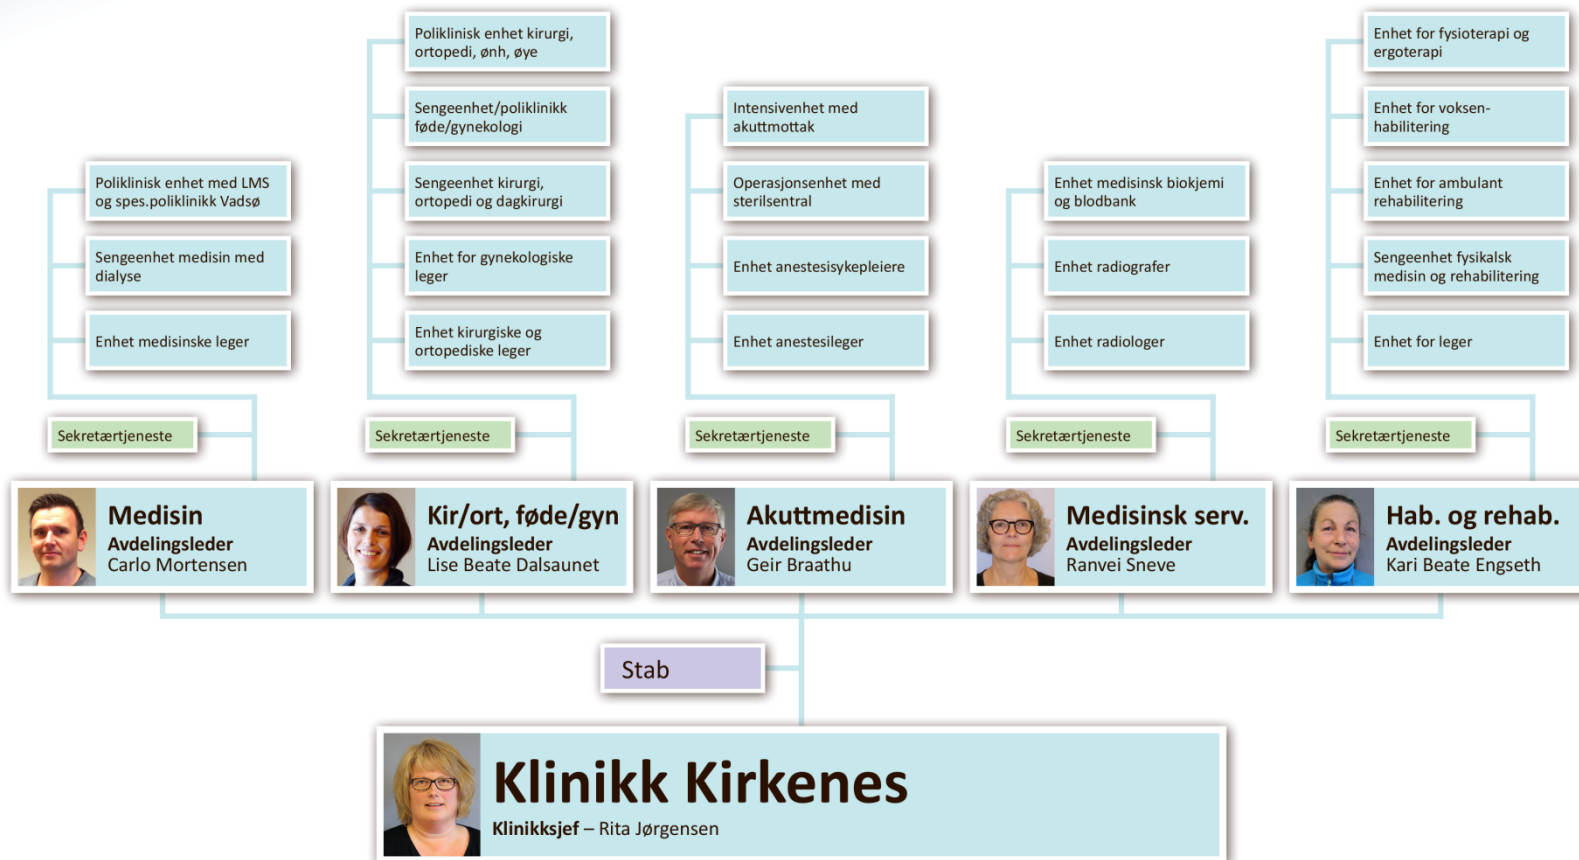 Poliklinisk enhet med LMS
og spes.poliklinikk Vadsø
Sengeenhet medisin med
dialyse
Enhet medisinske leger
Sekretærtjeneste
Medisin
Avdelingsleder
Carlo Mortensen
Poliklinisk enhet kirurgi,
ortopedi, ønh, øye
Sengeenhet/poliklinikk
føde/gynekologi
Sengeenhet kirurgi,
ortopedi og dagkirurgi
Enhet for gynekologiske
leger
Enhet kirurgiske og
ortopediske leger
Sekretærtjeneste
Kir/ort, føde/gyn
Avdelingsleder
Lise Beate Dalsaunet
Intensivenhet med
akuttmottak
Operasjonsenhet med
sterilsentral
Enhet anestesisykepleiere
Enhet anestesileger
Sekretærtjeneste
Akuttmedisin
Avdelingsleder
Geir Braathu
Enhet medisinsk biokjemi
og blodbank
Enhet radiografer
Enhet radiologer
Sekretærtjeneste
Medisinsk serv.
Avdelingsleder
Ranvei Sneve
Enhet for fysioterapi og
ergoterapi
Enhet for voksen-
habilitering
Enhet for ambulant
rehabilitering
Sengeenhet fysikalsk
medisin og rehabilitering
Enhet for leger
Sekretærtjeneste
Hab. og rehab.
Avdelingsleder
Kari Beate Engseth
Stab
Klinikk Kirkenes
Klinikksjef – Rita Jørgensen